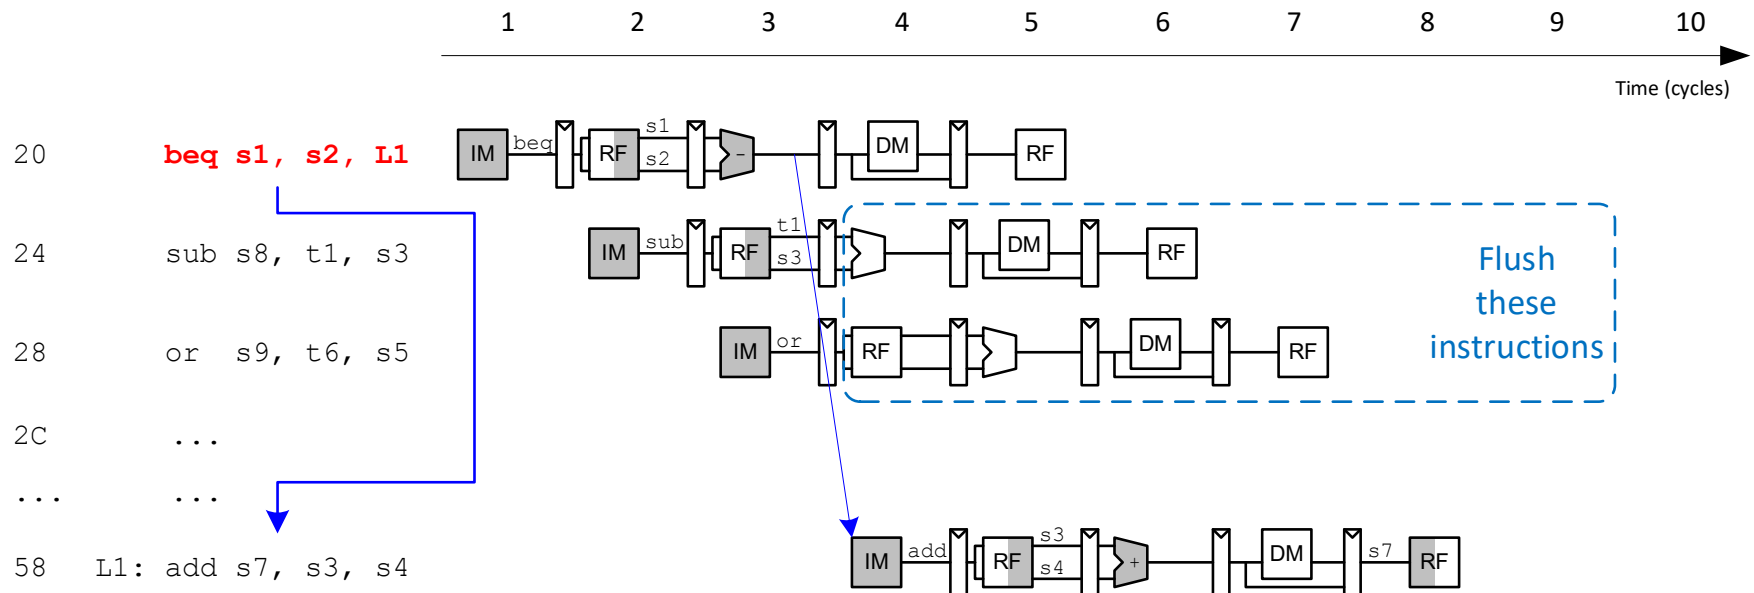 1 2 3 4 5 6 7 8 9 10
Time (cycles)
20 beq s1, s2, L1 IM beq RF s1 s2 - DM RF
24 sub s8, t1, s3 IM sub RF t1 s3 DM RF
28 or s9, t6, s5 IM or RF DM RF
Flush
these
instructions
2C ...
... ...
58 L1: add s7, s3, s4 IM add RF s3 s4 + DM s7 RF